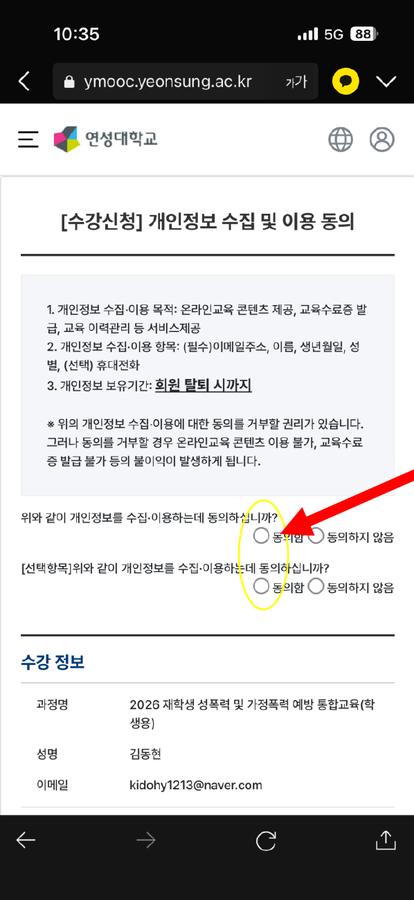 10:35
5G
88
ymooc.yeonsung.ac.kr
가가
연성대학교
[수강신청] 개인정보 수집 및 이용 동의
1. 개인정보 수집·이용 목적: 온라인교육 콘텐츠 제공, 교육수료증 발
급, 교육 이력관리 등 서비스제공
2. 개인정보 수집·이용 항목: (필수)이메일주소, 이름, 생년월일, 성
별, (선택) 휴대전화
3. 개인정보 보유기간: 회원 탈퇴 시까지
※ 위의 개인정보 수집·이용에 대한 동의를 거부할 권리가 있습니다.
그러나 동의를 거부할 경우 온라인교육 콘텐츠 이용 불가, 교육수료
증 발급 불가 등의 불이익이 발생하게 됩니다.
위와 같이 개인정보를 수집·이용하는데 동의하십니까?
동의함 동의하지 않음
[선택항목]위와 같이 개인정보를 수집·이용하는데 동의하십니까?
동의함 동의하지 않음
수강 정보
과정명 2026 재학생 성폭력 및 가정폭력 예방 통합교육(학
생용)
성명 김동현
이메일 kidohy1213@naver.com